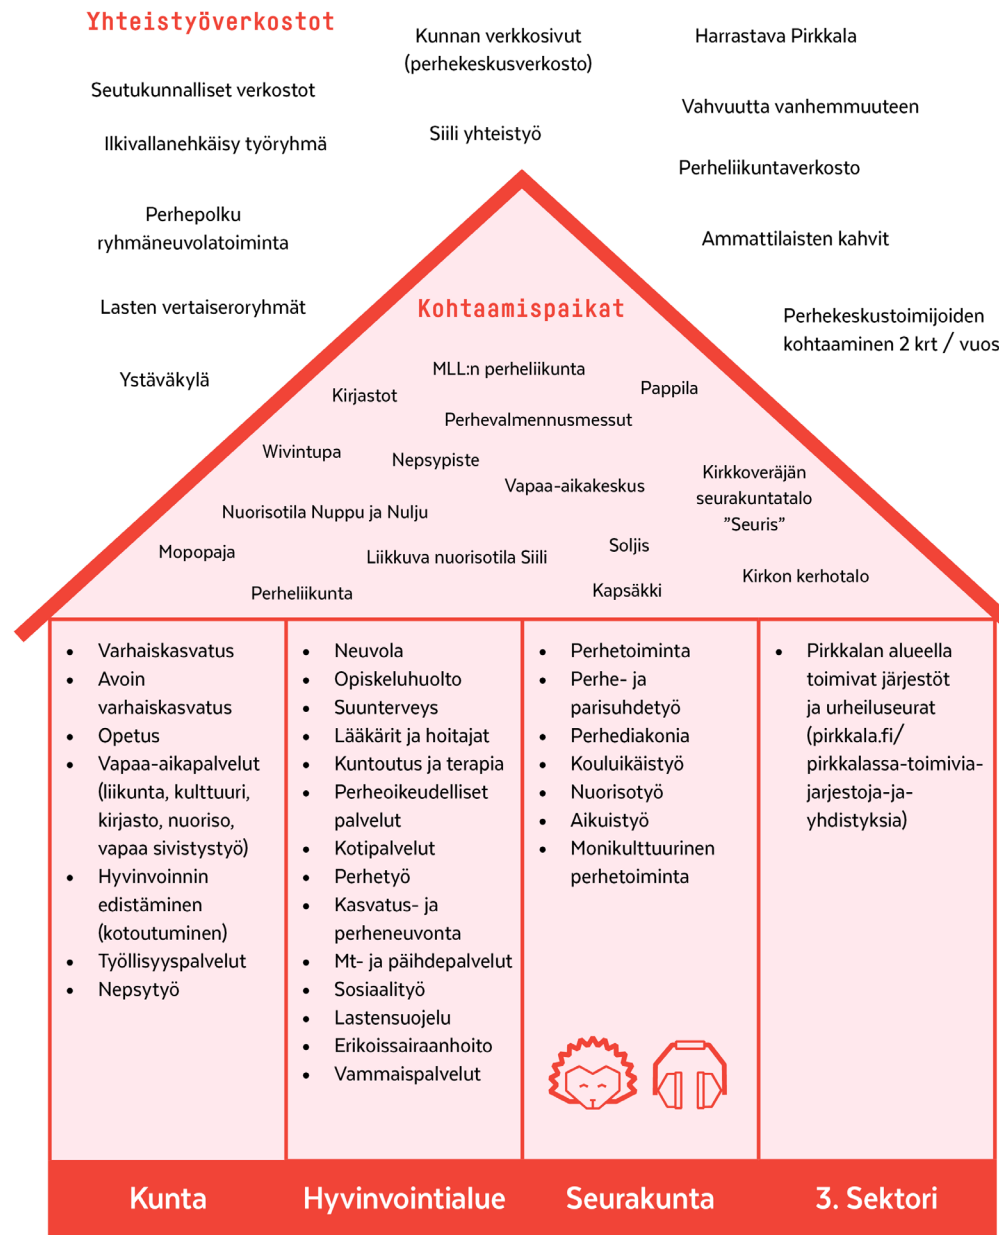 Yhteistyöverkostot
Seutukunnalliset verkostot
Ilkivallanehkäisy työryhmä
Perhepolku
ryhmäneuvolatoiminta
Lasten vertaiseroryhmät
Ystäväkylä
Kunnan verkkosivut
(perhekeskusverkosto)
Siili yhteistyö
Harrastava Pirkkala
Vahvuutta vanhemmuuteen
Perheliikuntaverkosto
Ammattilaisten kahvit
Perhekeskustoimijoiden
kohtaaminen 2 krt / vuos
Kohtaamispaikat
MLL:n perheliikunta
Kirjastot
Pappila
Perhevalmennusmessut
Wivintupa
Nepsypiste
Kirkkoveräjän
seurakuntatalo
”Seuris”
Vapaa-aikakeskus
Nuorisotila Nuppu ja Nulju
Mopopaja
Liikkuva nuorisotila Siili
Soljis
Kirkon kerhotalo
Perheliikunta
Kapsäkki
• Varhaiskasvatus
• Avoin
varhaiskasvatus
• Opetus
• Vapaa-aikapalvelut
(liikunta, kulttuuri,
kirjasto, nuoriso,
vapaa sivistystyö)
• Hyvinvoinnin
edistäminen
(kotoutuminen)
• Työllisyyspalvelut
• Nepsytyö
Kunta
• Neuvola
• Opiskeluhuolto
• Suunterveys
• Lääkärit ja hoitajat
• Kuntoutus ja terapia
• Perheoikeudelliset
palvelut
• Kotipalvelut
• Perhetyö
• Kasvatus- ja
perheneuvonta
• Mt- ja päihdepalvelut
• Sosiaalityö
• Lastensuojelu
• Erikoissairaanhoito
• Vammaispalvelut
Hyvinvointialue
• Perhetoiminta
• Perhe- ja
parisuhdetyö
• Perhediakonia
• Kouluikäistyö
• Nuorisotyö
• Aikuistyö
• Monikulttuurinen
perhetoiminta
Seurakunta
• Pirkkalan alueella
toimivat järjestöt
ja urheiluseurat
(pirkkala.fi/
pirkkalassa-toimivia-
jarjestoja-ja-
yhdistyksia)
3. Sektori